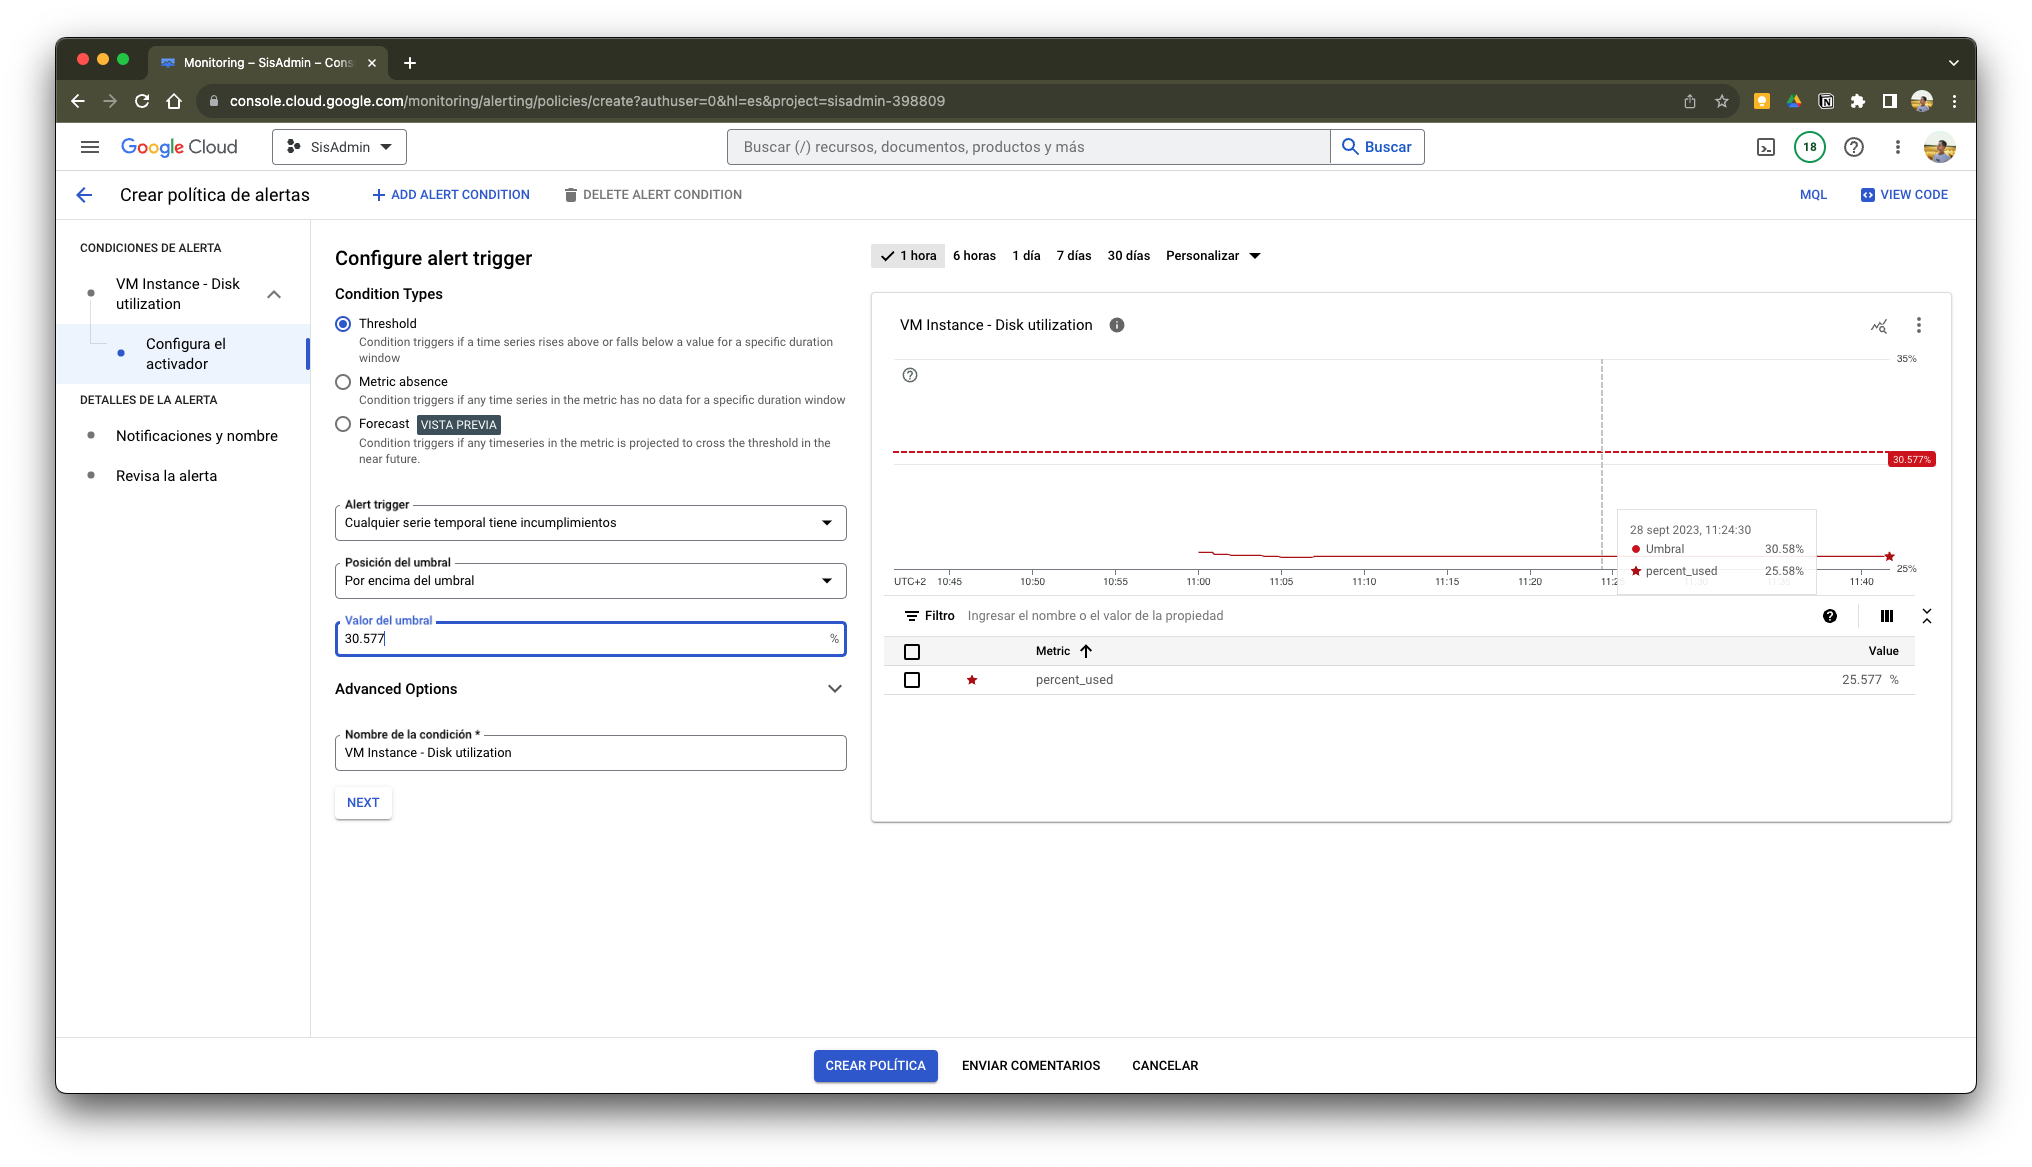 Monitoring – SisAdmin – Cons
console.cloud.google.com/monitoring/alerting/policies/create?authuser=0&hl=es&project=sisadmin-398809
Google Cloud
SisAdmin
Buscar (/) recursos, documentos, productos y más
Buscar
18
Crear política de alertas
ADD ALERT CONDITION
DELETE ALERT CONDITION
MQL
VIEW CODE
CONDICIONES DE ALERTA
VM Instance - Disk
utilization
Configura el
activador
DETALLES DE LA ALERTA
Notificaciones y nombre
Revisa la alerta
Configure alert trigger
Condition Types
Threshold
Condition triggers if a time series rises above or falls below a value for a specific duration
window
Metric absence
Condition triggers if any time series in the metric has no data for a specific duration window
Forecast VISTA PREVIA
Condition triggers if any timeseries in the metric is projected to cross the threshold in the
near future.
Alert trigger
Cualquier serie temporal tiene incumplimientos
Posición del umbral
Por encima del umbral
Valor del umbral
30.577 %
Advanced Options
Nombre de la condición *
VM Instance - Disk utilization
NEXT
1 hora 6 horas 1 día 7 días 30 días Personalizar
VM Instance - Disk utilization
35%
30.577%
28 sept 2023, 11:24:30
Umbral 30.58%
percent_used 25.58%
25%
UTC+2 10:45 10:50 10:55 11:00 11:05 11:10 11:15 11:20 11:25 11:30 11:35 11:40
Filtro Ingresar el nombre o el valor de la propiedad
Metric Value
percent_used 25.577 %
CREAR POLÍTICA
ENVIAR COMENTARIOS
CANCELAR